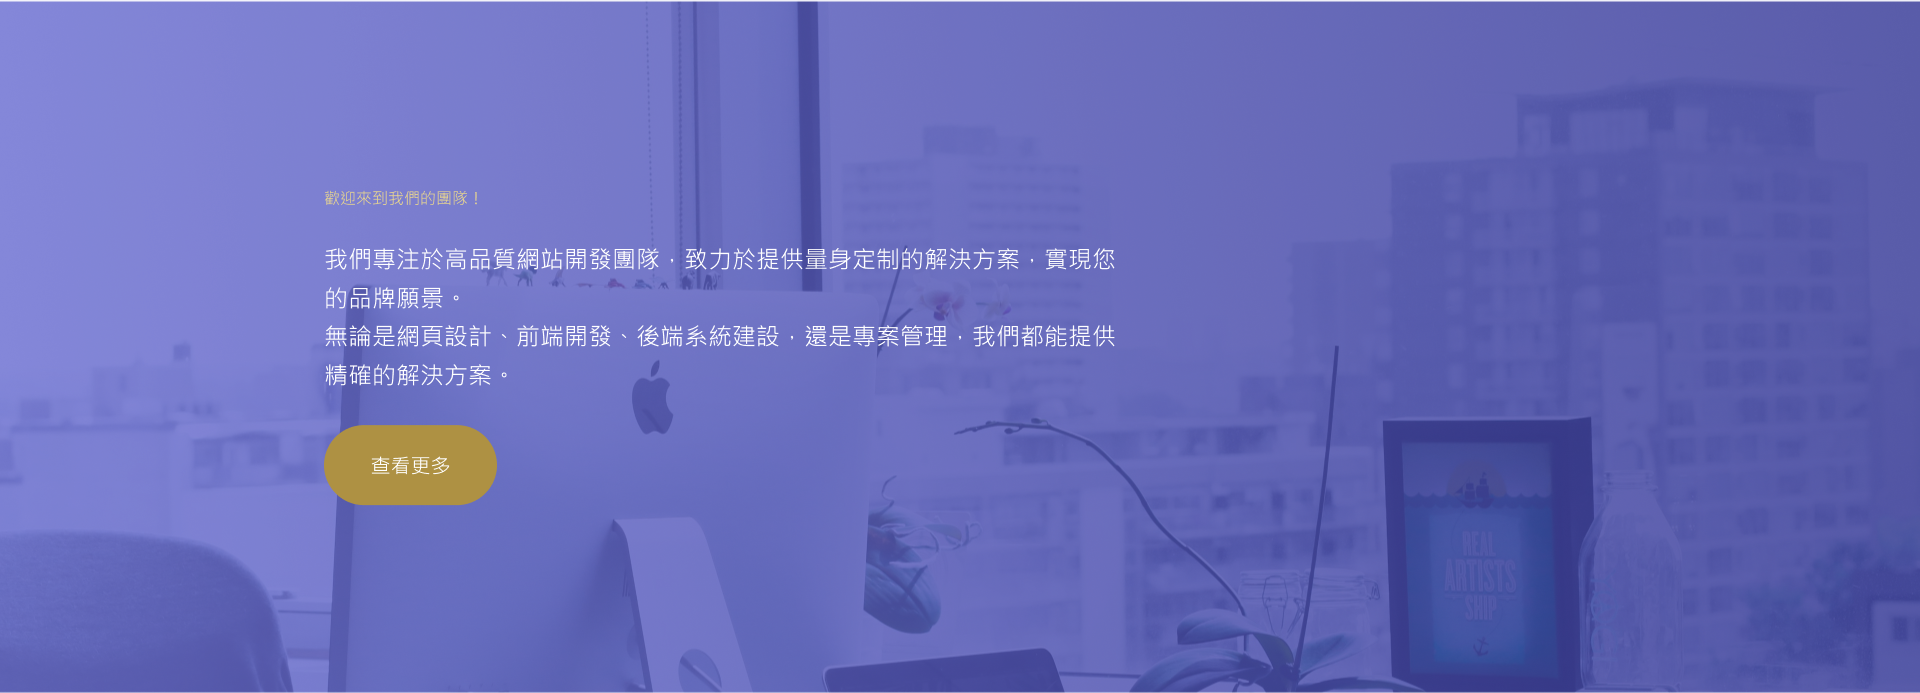 歡迎來到我們的團隊！
我們專注於高品質網站開發團隊，致力於提供量身定制的解決方案，實現您
的品牌願景。
無論是網頁設計、前端開發、後端系統建設，還是專案管理，我們都能提供
精確的解決方案。
查看更多
REAL
ARTISTS
SHIP